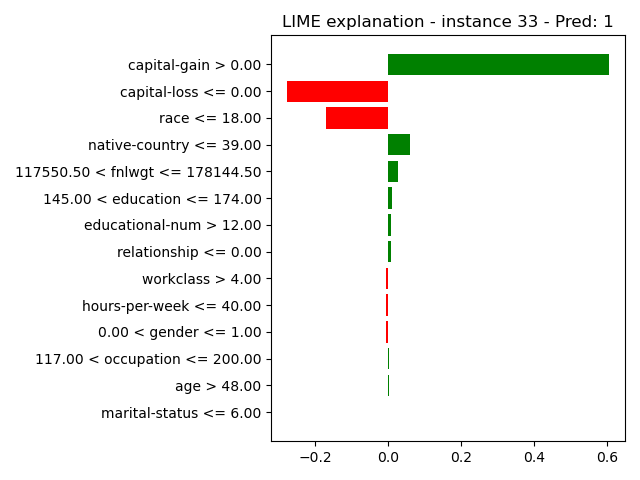 LIME explanation - instance 33 - Pred: 1
capital-gain > 0.00
capital-loss <= 0.00
race <= 18.00
native-country <= 39.00
117550.50 < fnlwgt <= 178144.50
145.00 < education <= 174.00
educational-num > 12.00
relationship <= 0.00
workclass > 4.00
hours-per-week <= 40.00
0.00 < gender <= 1.00
117.00 < occupation <= 200.00
age > 48.00
marital-status <= 6.00
−0.2 0.0 0.2 0.4 0.6